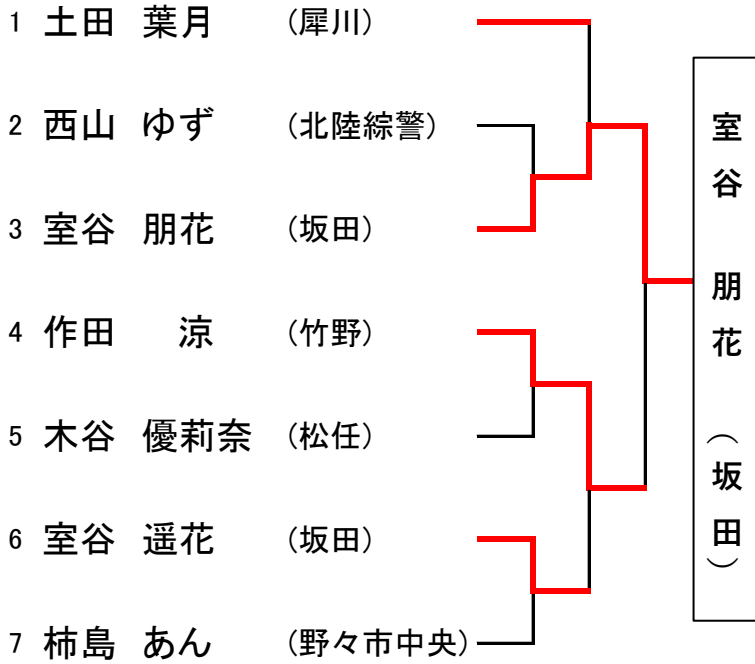 1 土田 葉月 (犀川)
2 西山 ゆず (北陸綜警)
3 室谷 朋花 (坂田)
4 作田 涼 (竹野)
5 木谷 優莉奈 (松任)
6 室谷 遥花 (坂田)
7 柿島 あん (野々市中央)
室谷 朋花 (坂田)